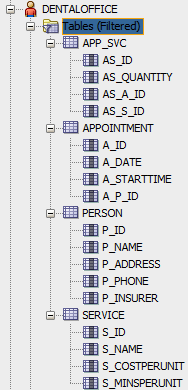 DENTALOFFICE
Tables (Filtered)
APP_SVC
AS_ID
AS_QUANTITY
AS_A_ID
AS_S_ID
APPOINTMENT
A_ID
A_DATE
A_STARTTIME
A_P_ID
PERSON
P_ID
P_NAME
P_ADDRESS
P_PHONE
P_INSURER
SERVICE
S_ID
S_NAME
S_COSTPERUNIT
S_MINSPERUNIT